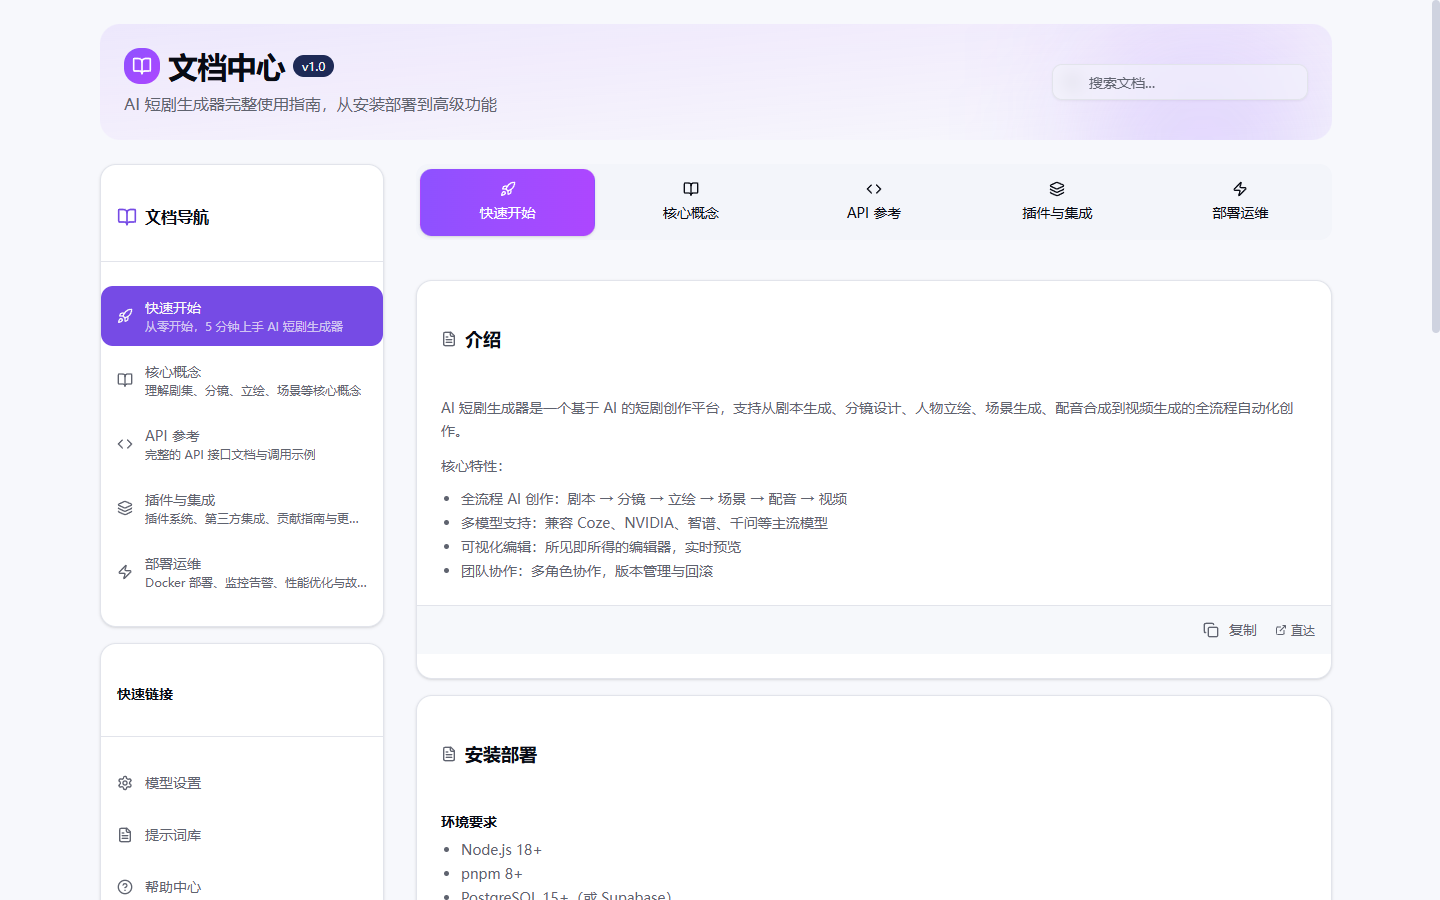 文档中心 v1.0
AI 短剧生成器完整使用指南，从安装部署到高级功能
搜索文档...
文档导航
快速开始
从零开始，5 分钟上手 AI 短剧生成器
核心概念
理解剧集、分镜、立绘、场景等核心概念
API 参考
完整的 API 接口文档与调用示例
插件与集成
插件系统、第三方集成、贡献指南与更...
部署运维
Docker 部署、监控告警、性能优化与故...
快速链接
模型设置
提示词库
帮助中心
快速开始
核心概念
API 参考
插件与集成
部署运维
介绍
AI 短剧生成器是一个基于 AI 的短剧创作平台，支持从剧本生成、分镜设计、人物立绘、场景生成、配音合成到视频生成的全流程自动化创
作。
核心特性：
• 全流程 AI 创作：剧本 → 分镜 → 立绘 → 场景 → 配音 → 视频
• 多模型支持：兼容 Coze、NVIDIA、智谱、千问等主流模型
• 可视化编辑：所见即所得的编辑器，实时预览
• 团队协作：多角色协作，版本管理与回滚
复制 直达
安装部署
环境要求
• Node.js 18+
• pnpm 8+
• PostgreSQL 15+（或 Supabase）